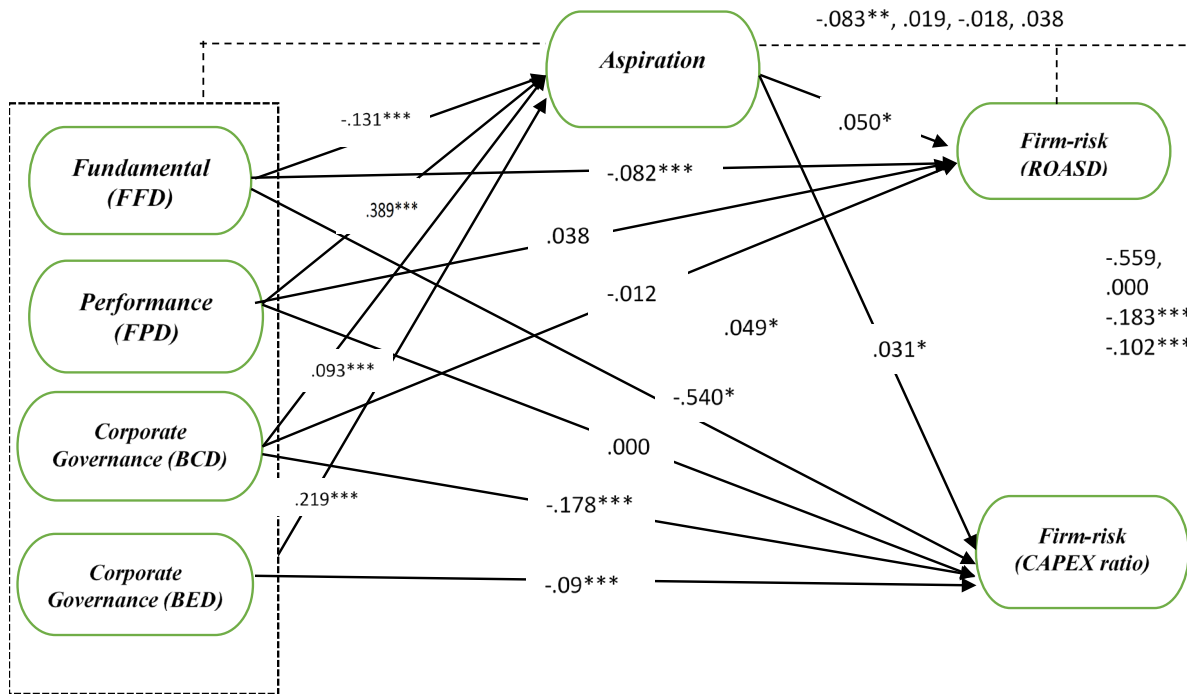 -.083**, .019, -.018, .038
Aspiration
-.131***
.050*
Fundamental
(FFD)
-.082***
Firm-risk
(ROASD)
.389***
.038
-.559,
.000
-.183***
-.102***
Performance
(FPD)
-.012
.049*
.031*
.093***
-.540*
Corporate
Governance (BCD)
.000
.219***
-.178***
Firm-risk
(CAPEX ratio)
Corporate
Governance (BED)
-.09***